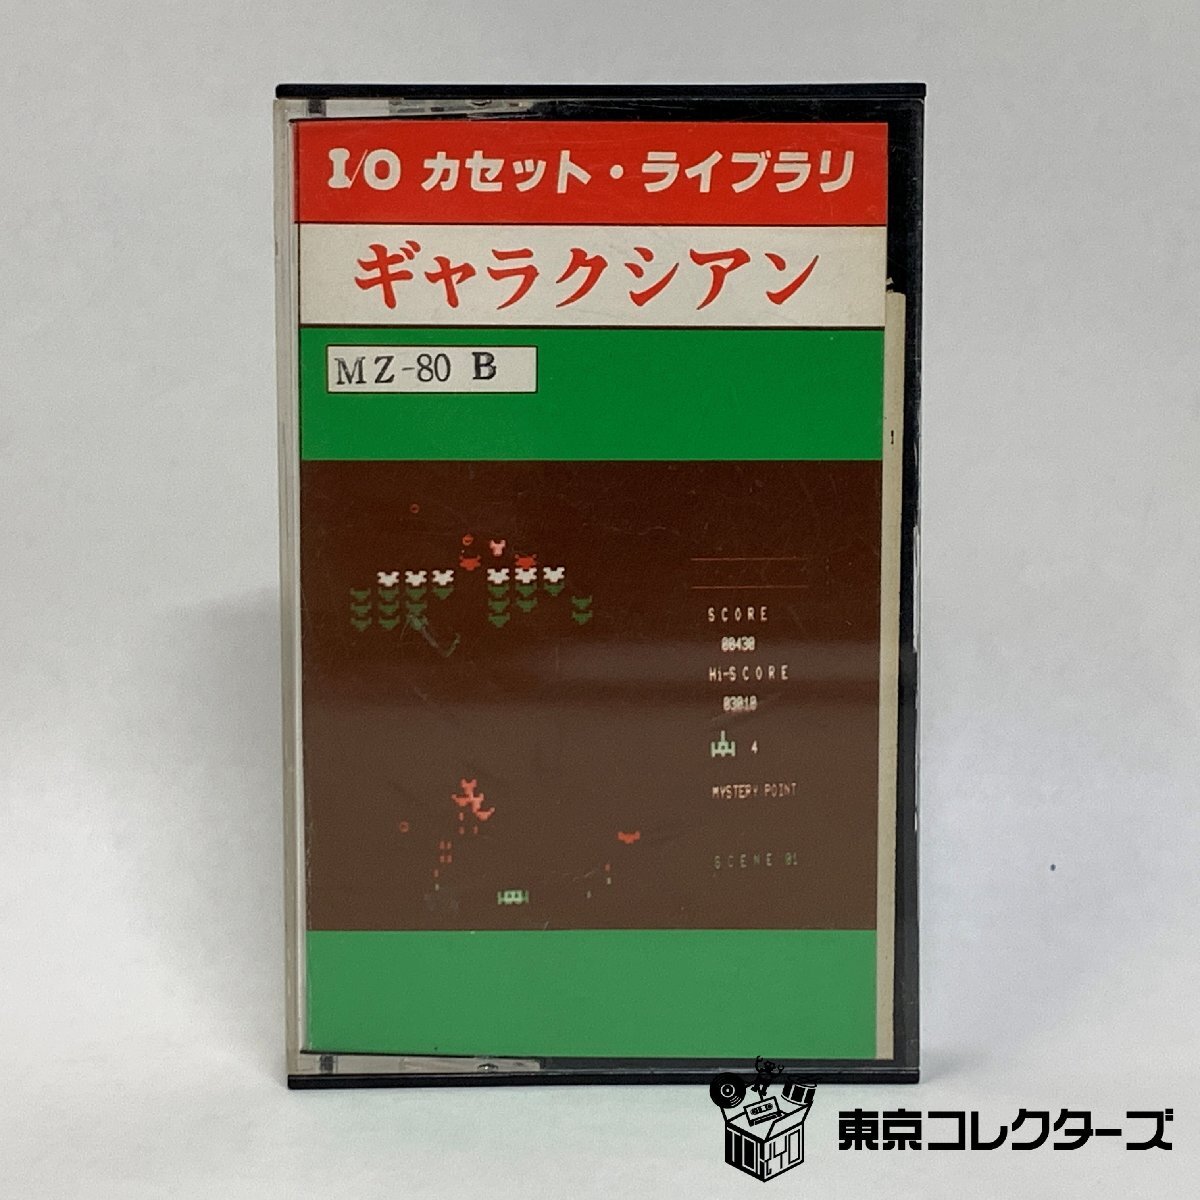 I/O カセット・ライブラリ
ギャラクシアン
MZ-80 B
SCORE
00430
Hi-SCORE
03010
4
MYSTERY POINT
SCENE 01
TOKYO
東京コレクターズ